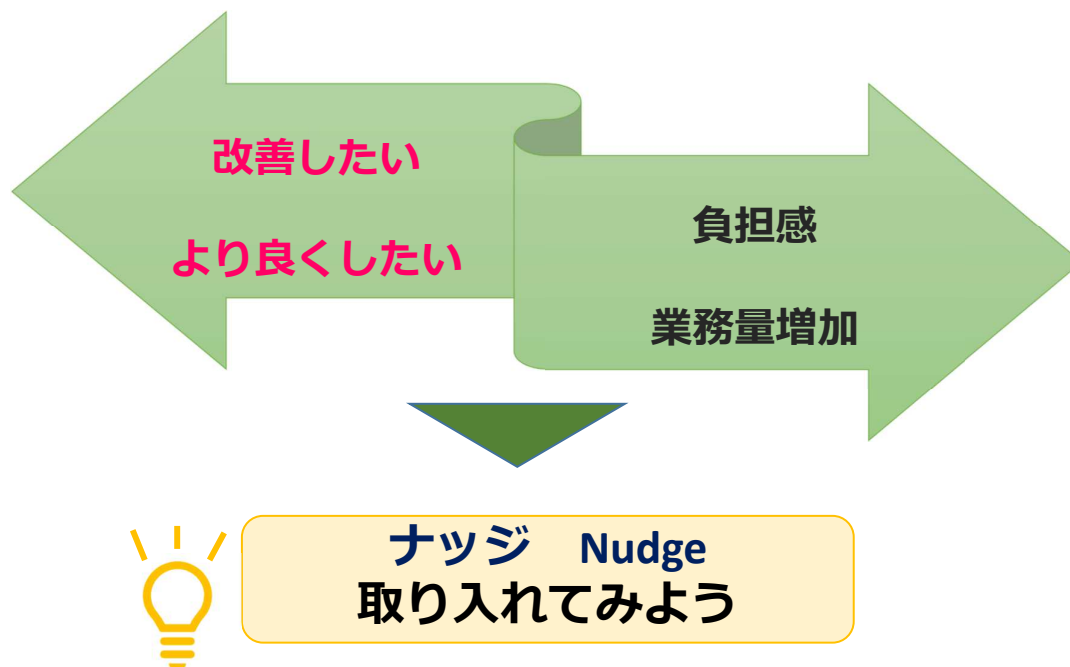 改善したい
より良くしたい
負担感
業務量増加
ナッジ　Nudge
取り入れてみよう